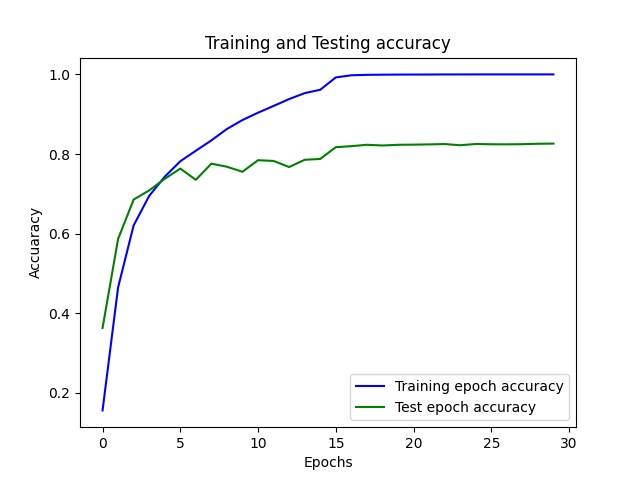 Training and Testing accuracy
1.0
0.8
0.6
0.4
0.2
Accuaracy
0 5 10 15 20 25 30
Epochs
Training epoch accuracy
Test epoch accuracy